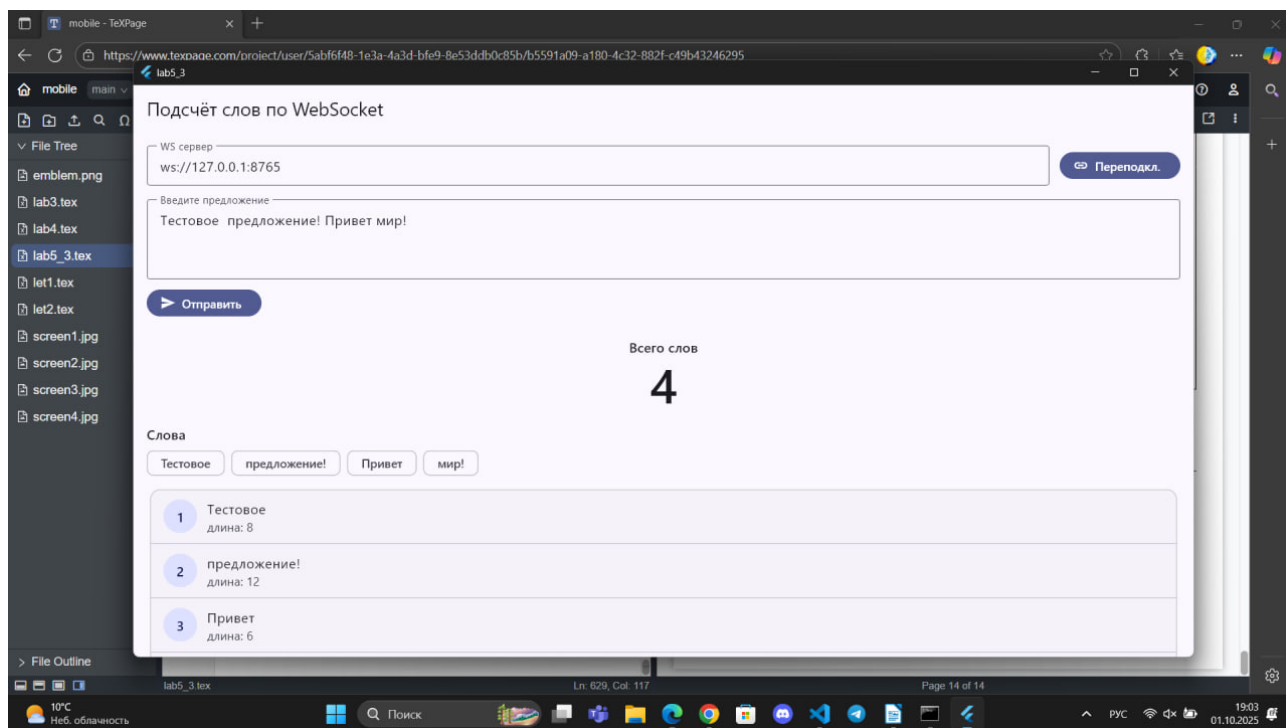 mobile - TeXPage
https://www.texpage.com/project/user/5abf6f48-1e3a-4a3d-bfe9-8e53ddb0c85b/b5591a09-a180-4c32-882f-c49b43246295
lab5_3
mobile main
Подсчёт слов по WebSocket
File Tree
WS сервер
ws://127.0.0.1:8765
Переподкл.
emblem.png
lab3.tex
lab4.tex
lab5_3.tex
let1.tex
let2.tex
screen1.jpg
screen2.jpg
screen3.jpg
screen4.jpg
Введите предложение
Тестовое  предложение! Привет мир!
Отправить
Всего слов
4
Слова
Тестовое предложение! Привет мир!
1 Тестовое
длина: 8
2 предложение!
длина: 12
3 Привет
длина: 6
File Outline
lab5_3.tex Ln: 629, Col: 117 Page 14 of 14
10°C
Неб. облачность
Поиск
РУС
19:03
01.10.2025